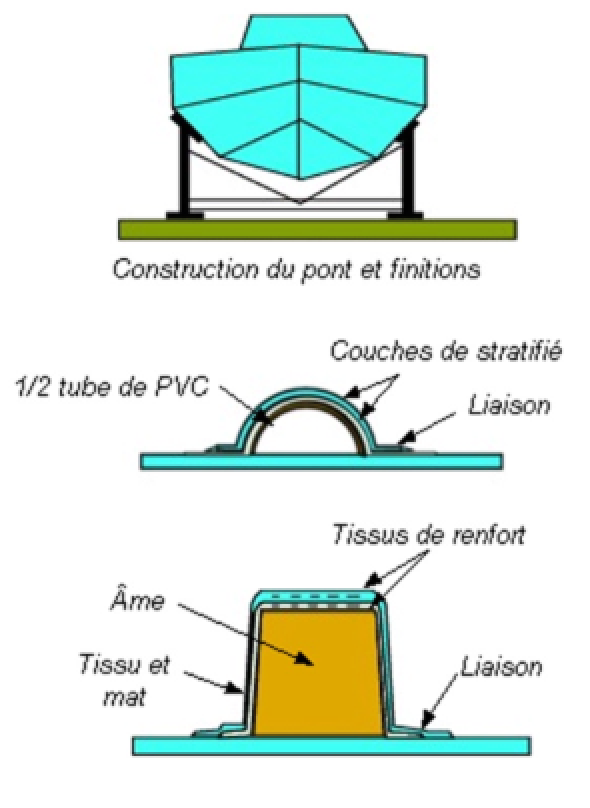 Construction du pont et finitions
Couches de stratifié
1/2 tube de PVC
Liaison
Tissus de renfort
Âme
Tissu et
mat
Liaison